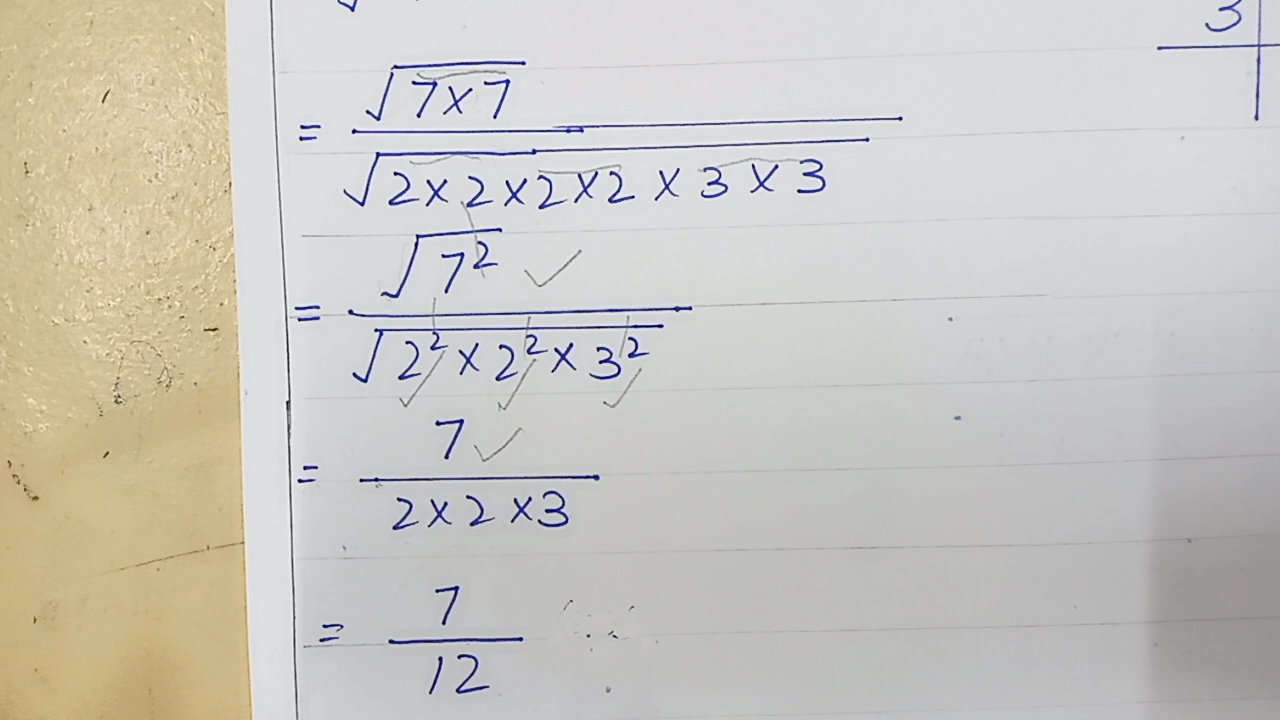 3
= √(7×7) / √(2×2×2×2×3×3)
= √(7²) / √(2²×2²×3²)
= 7 / (2×2×3)
= 7 / 12